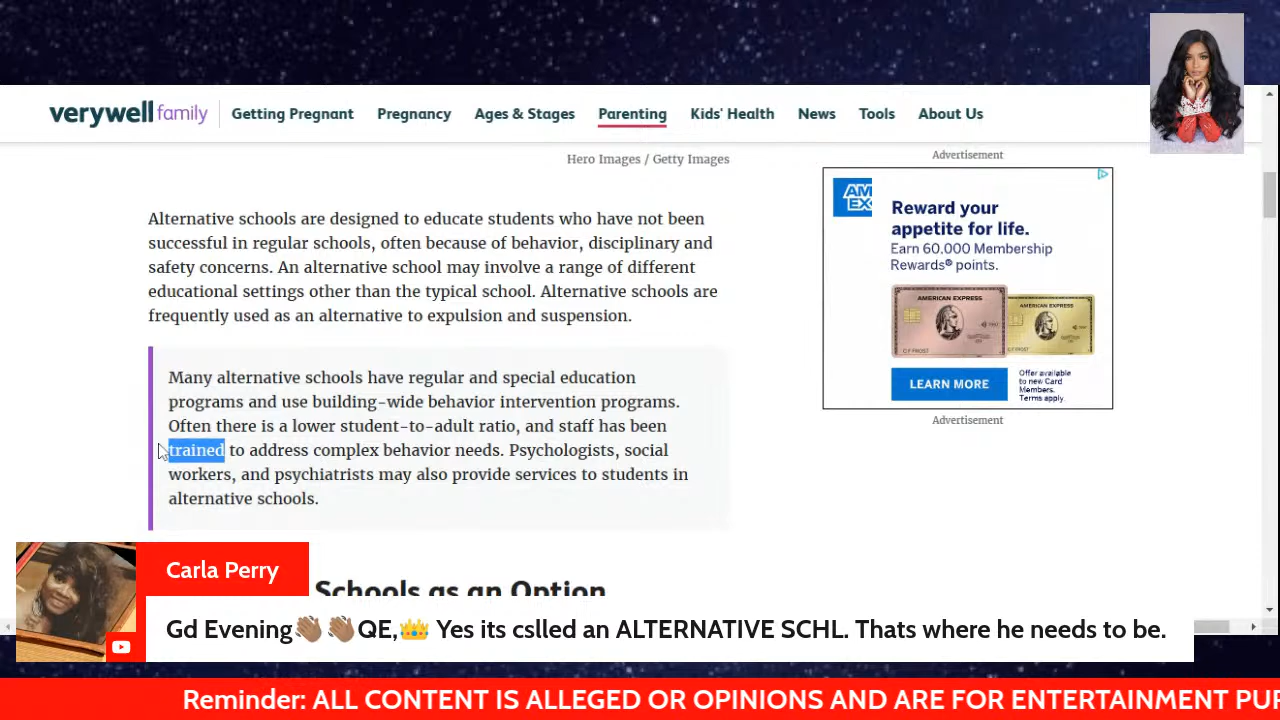 verywell family
Getting Pregnant Pregnancy Ages & Stages Parenting Kids' Health News Tools About Us
Hero Images / Getty Images
Alternative schools are designed to educate students who have not been
successful in regular schools, often because of behavior, disciplinary and
safety concerns. An alternative school may involve a range of different
educational settings other than the typical school. Alternative schools are
frequently used as an alternative to expulsion and suspension.
Many alternative schools have regular and special education
programs and use building-wide behavior intervention programs.
Often there is a lower student-to-adult ratio, and staff has been
trained to address complex behavior needs. Psychologists, social
workers, and psychiatrists may also provide services to students in
alternative schools.
Schools as an Option
Advertisement
AM
EX
Reward your
appetite for life.
Earn 60,000 Membership
Rewards® points.
AMERICAN EXPRESS
C F FROST
AMERICAN EXPRESS
LEARN MORE
Offer available
to new Card
Members.
Terms apply.
Advertisement
Carla Perry
Gd Evening👋🏽👋🏽QE,👑 Yes its cslled an ALTERNATIVE SCHL. Thats where he needs to be.
Reminder: ALL CONTENT IS ALLEGED OR OPINIONS AND ARE FOR ENTERTAINMENT PUR